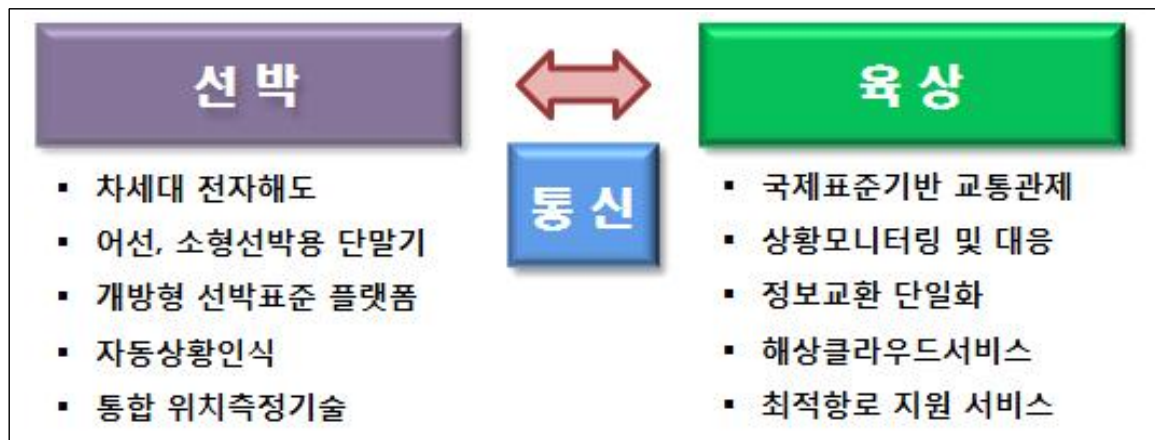 선 박
통 신
육 상
▪ 차세대 전자해도
▪ 어선, 소형선박용 단말기
▪ 개방형 선박표준 플랫폼
▪ 자동상황인식
▪ 통합 위치측정기술
▪ 국제표준기반 교통관제
▪ 상황모니터링 및 대응
▪ 정보교환 단일화
▪ 해상클라우드서비스
▪ 최적항로 지원 서비스